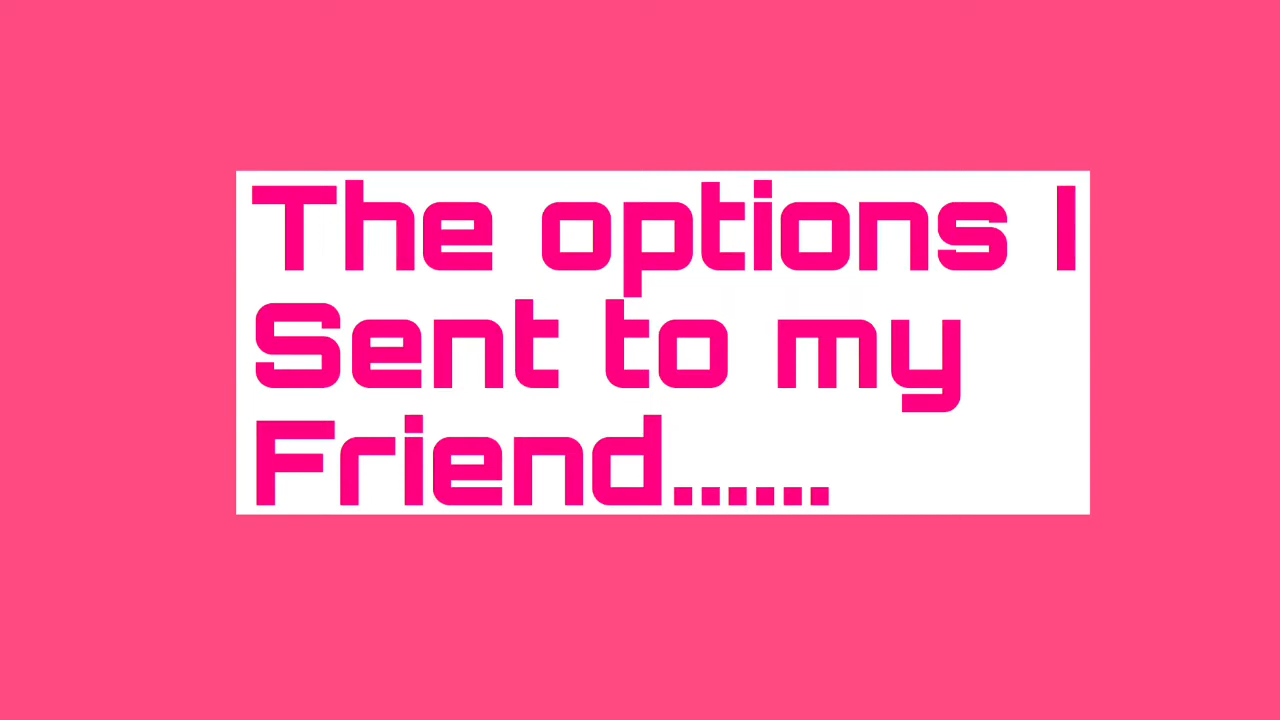 The options I
Sent to my
Friend......